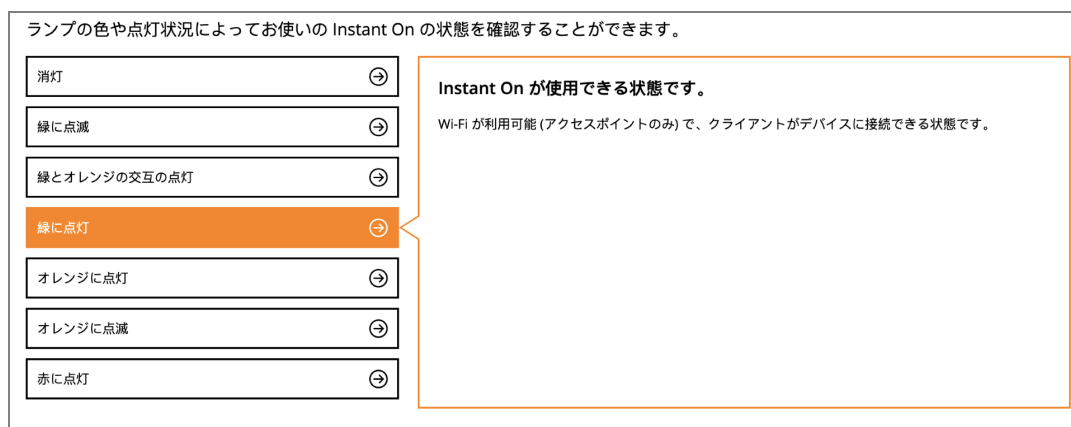 ランプの色や点灯状況によってお使いの Instant On の状態を確認することができます。
消灯
緑に点滅
緑とオレンジの交互の点灯
緑に点灯
オレンジに点灯
オレンジに点滅
赤に点灯
Instant On が使用できる状態です。
Wi-Fi が利用可能 (アクセスポイントのみ) で、クライアントがデバイスに接続できる状態です。